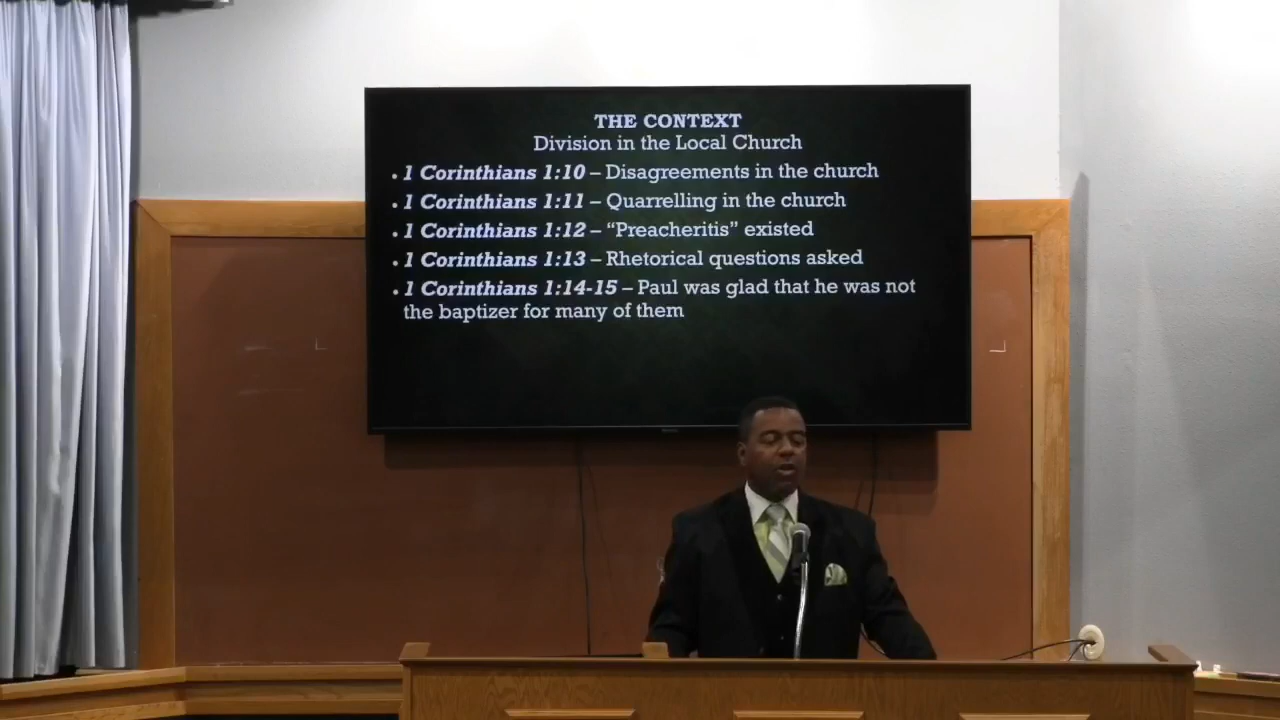 THE CONTEXT
Division in the Local Church
• 1 Corinthians 1:10 – Disagreements in the church
• 1 Corinthians 1:11 – Quarrelling in the church
• 1 Corinthians 1:12 – “Preacheritis” existed
• 1 Corinthians 1:13 – Rhetorical questions asked
• 1 Corinthians 1:14-15 – Paul was glad that he was not
the baptizer for many of them